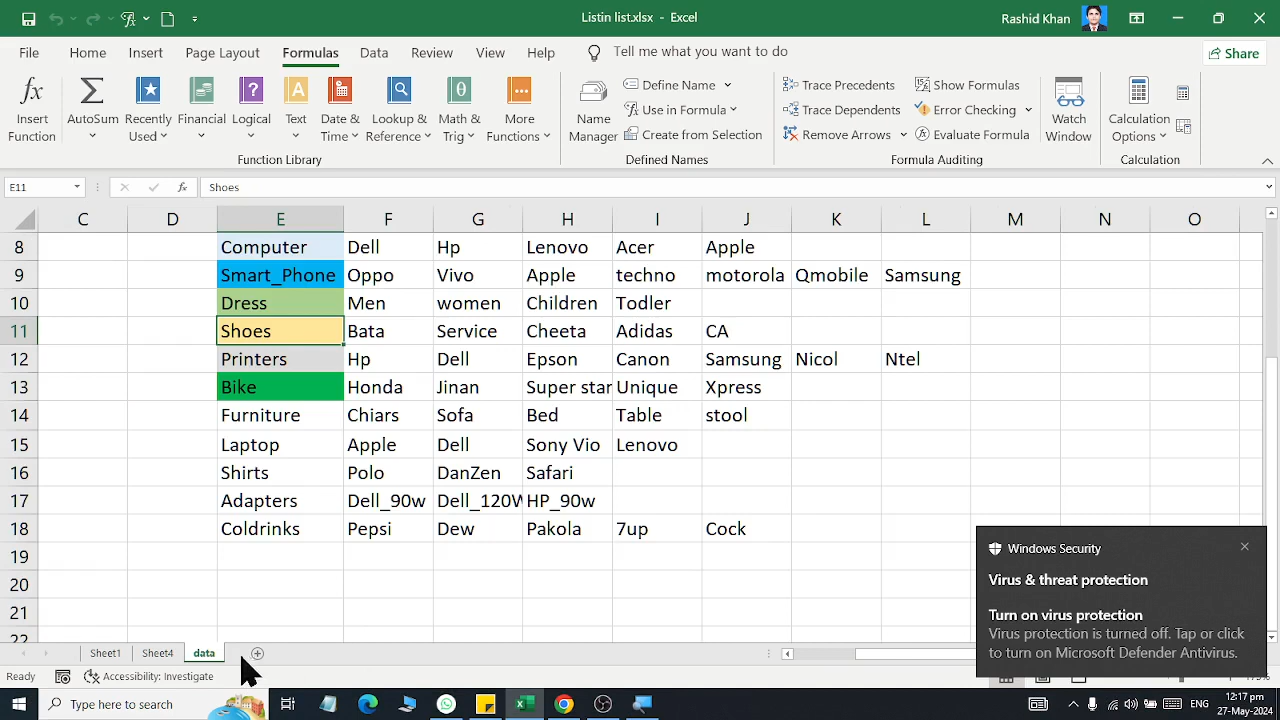 Listin list.xlsx - Excel
Rashid Khan
File Home Insert Page Layout Formulas Data Review View Help Tell me what you want to do Share
Insert Function
AutoSum
Recently Used
Financial
Logical
Text
Date & Time
Lookup & Reference
Math & Trig
More Functions
Function Library
Name Manager
Define Name
Use in Formula
Create from Selection
Defined Names
Trace Precedents
Trace Dependents
Remove Arrows
Show Formulas
Error Checking
Evaluate Formula
Formula Auditing
Watch Window
Calculation Options
Calculation
E11 fx Shoes
C D E F G H I J K L M N O
8 Computer Dell Hp Lenovo Acer Apple
9 Smart_Phone Oppo Vivo Apple techno motorola Qmobile Samsung
10 Dress Men women Children Todler
11 Shoes Bata Service Cheeta Adidas CA
12 Printers Hp Dell Epson Canon Samsung Nicol Ntel
13 Bike Honda Jinan Super star Unique Xpress
14 Furniture Chiars Sofa Bed Table stool
15 Laptop Apple Dell Sony Vio Lenovo
16 Shirts Polo DanZen Safari
17 Adapters Dell_90w Dell_120W HP_90w
18 Coldrinks Pepsi Dew Pakola 7up Cock
19
20
21
22
Windows Security
Virus & threat protection
Turn on virus protection
Virus protection is turned off. Tap or click
to turn on Microsoft Defender Antivirus.
Sheet1 Sheet4 data
Ready Accessibility: Investigate
Type here to search
12:17 pm
27-May-2024